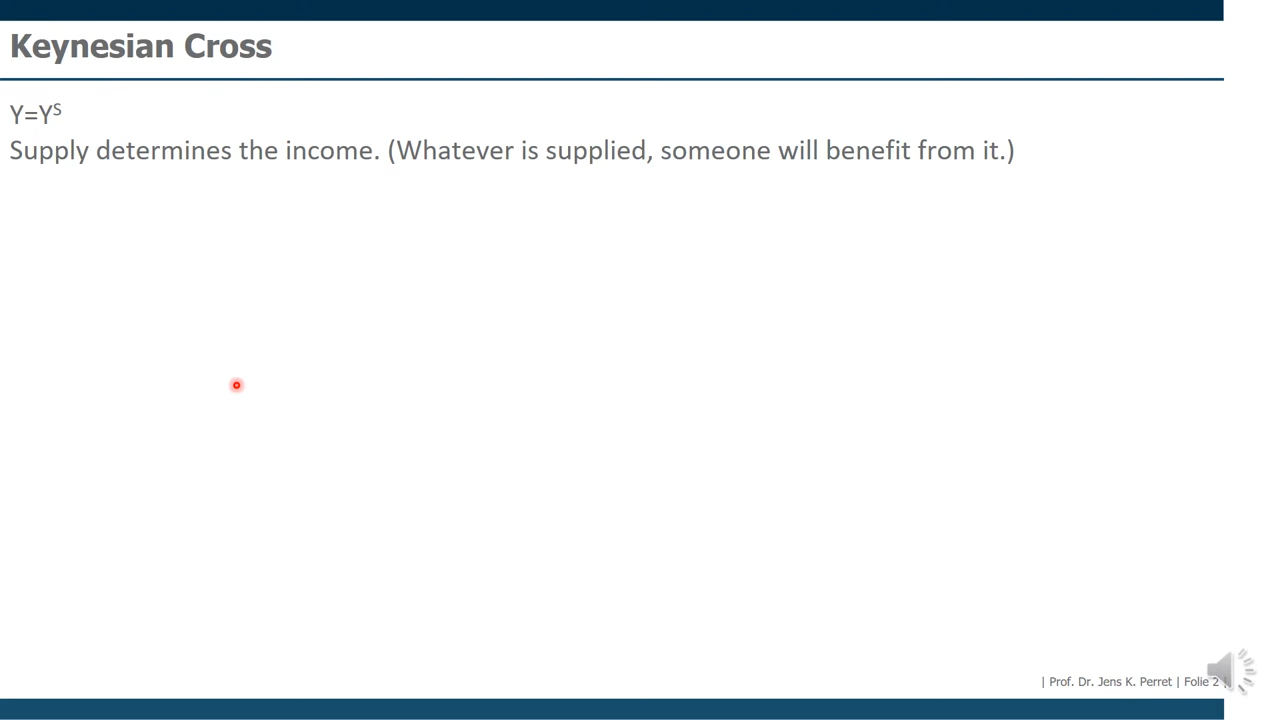 Keynesian Cross
Y=Yˢ
Supply determines the income. (Whatever is supplied, someone will benefit from it.)
| Prof. Dr. Jens K. Perret | Folie 2 |